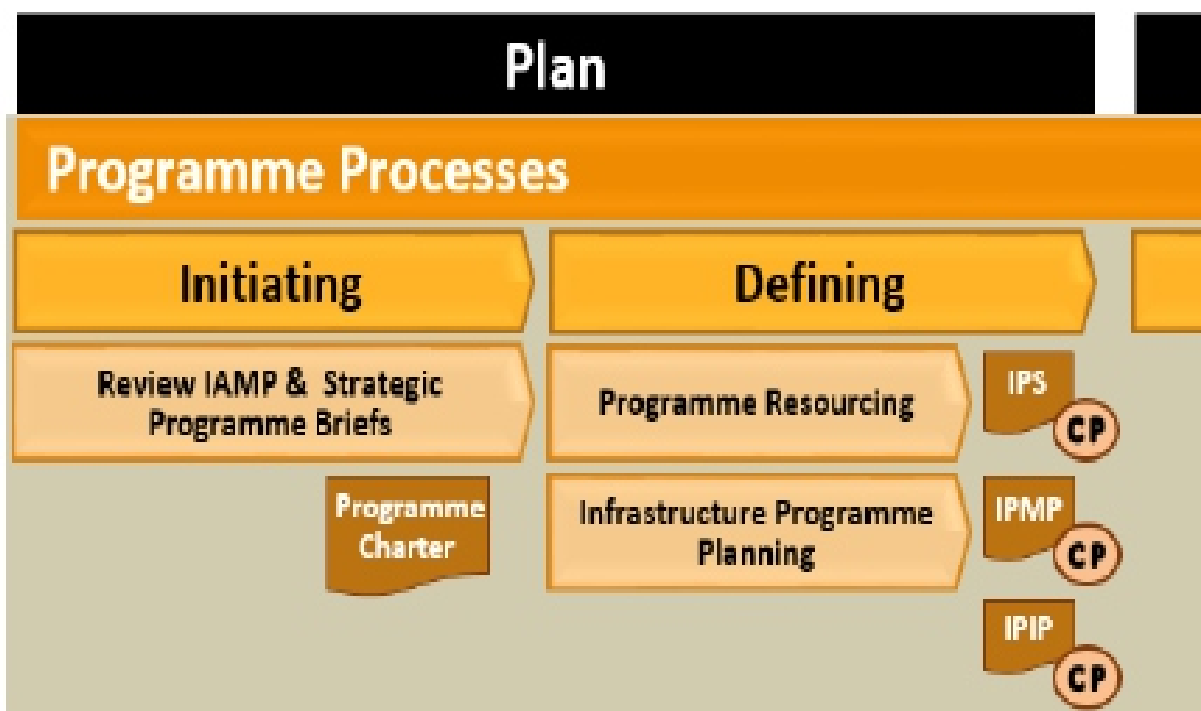 Plan
Programme Processes
Initiating
Defining
Review IAMP & Strategic
Programme Briefs
Programme Resourcing
IPS
CP
Programme
Charter
Infrastructure Programme
Planning
IPMP
CP
IPIP
CP